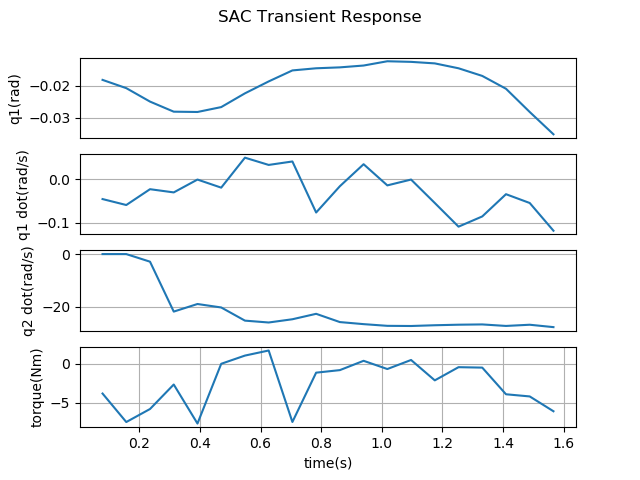 SAC Transient Response
q1(rad)
−0.02
−0.03
q1 dot(rad/s)
0.0
−0.1
q2 dot(rad/s)
0
−20
torque(Nm)
0
−5
0.2 0.4 0.6 0.8 1.0 1.2 1.4 1.6
time(s)